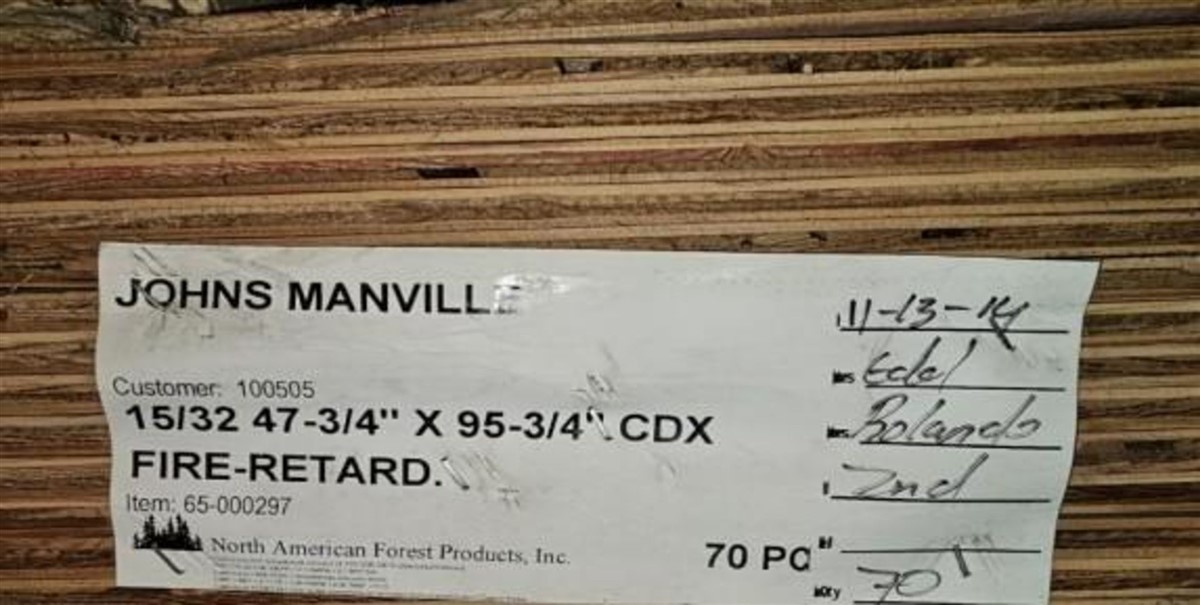 JOHNS MANVILLE
Customer: 100505
15/32 47-3/4" X 95-3/4" CDX
FIRE-RETARD.
Item: 65-000297
North American Forest Products, Inc.
70 PC
11-13-14
Edel
Rolando
2nd
70